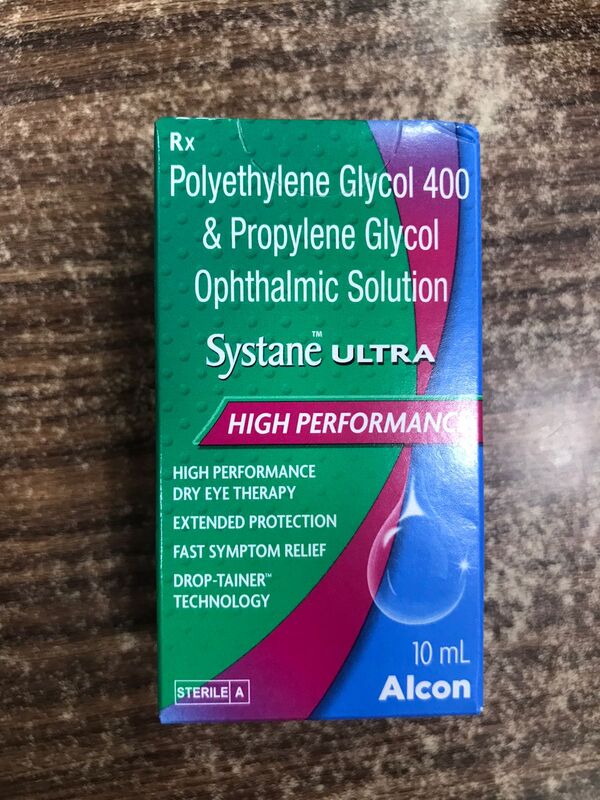 Rx
Polyethylene Glycol 400
& Propylene Glycol
Ophthalmic Solution
Systane™ ULTRA
HIGH PERFORMANC
HIGH PERFORMANCE
DRY EYE THERAPY
EXTENDED PROTECTION
FAST SYMPTOM RELIEF
DROP-TAINER™
TECHNOLOGY
10 mL
STERILE A
Alcon